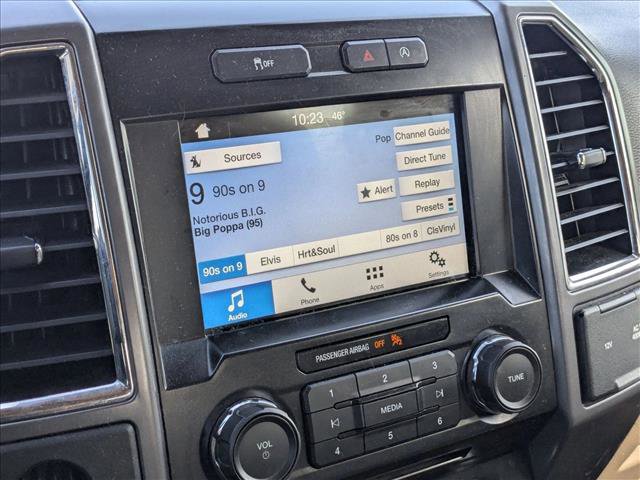 OFF
10:23 46°
Sources
Pop
Channel Guide
9 90s on 9
Direct Tune
Alert
Replay
Notorious B.I.G.
Big Poppa (95)
Presets
90s on 9
Elvis
Hrt&Soul
80s on 8
ClsVinyl
Audio
Phone
Apps
Settings
PASSENGER AIRBAG OFF
1
2
3
MEDIA
4
5
6
VOL
TUNE
12V